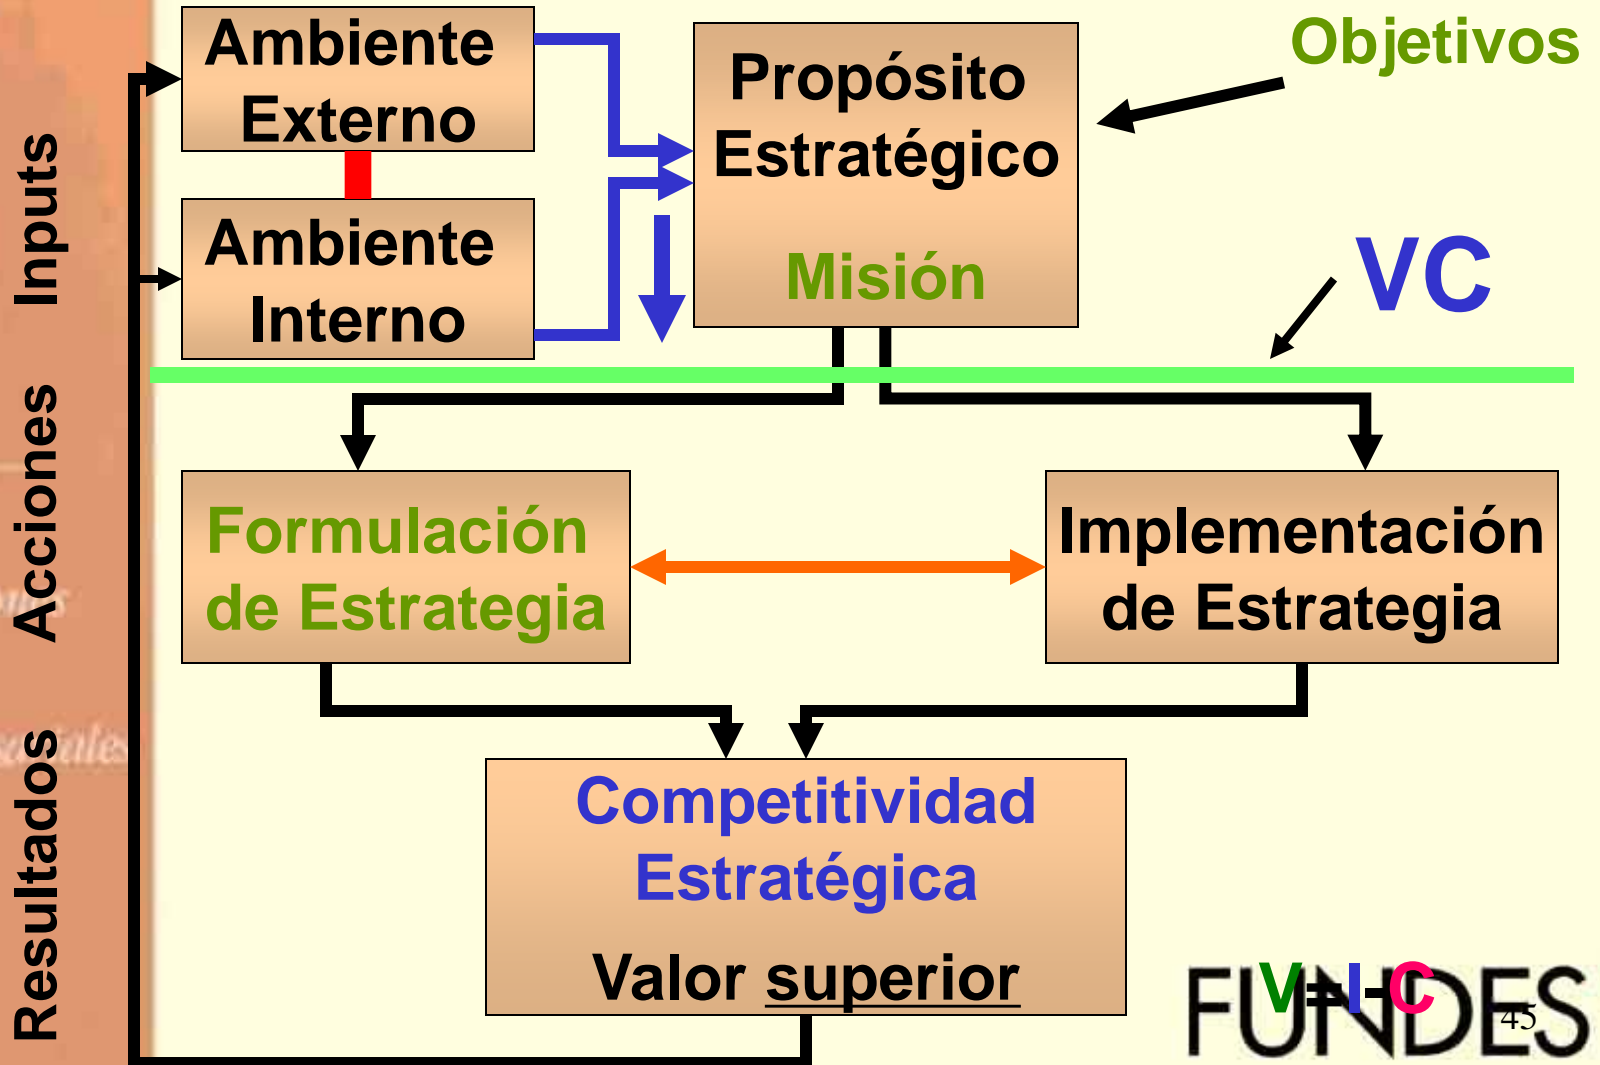 Ambiente
Externo
Propósito
Estratégico
Misión
Objetivos
Inputs
Ambiente
Interno
VC
Acciones
Formulación
de Estrategia
Implementación
de Estrategia
Resultados
Competitividad
Estratégica
Valor superior
V=I-C
FUNDES
45